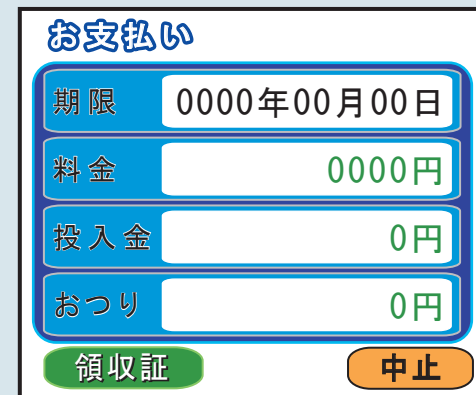 お支払い
期限 0000年00月00日
料金 0000円
投入金 0円
おつり 0円
領収証 中止